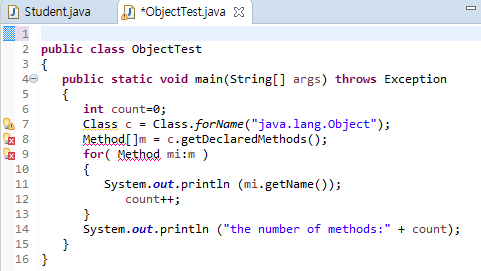 Student.java
*ObjectTest.java
1
2 public class ObjectTest
3 {
4 public static void main(String[] args) throws Exception
5 {
6 int count=0;
7 Class c = Class.forName("java.lang.Object");
8 Method[]m = c.getDeclaredMethods();
9 for( Method mi:m )
10 {
11 System.out.println (mi.getName());
12 count++;
13 }
14 System.out.println ("the number of methods:" + count);
15 }
16 }